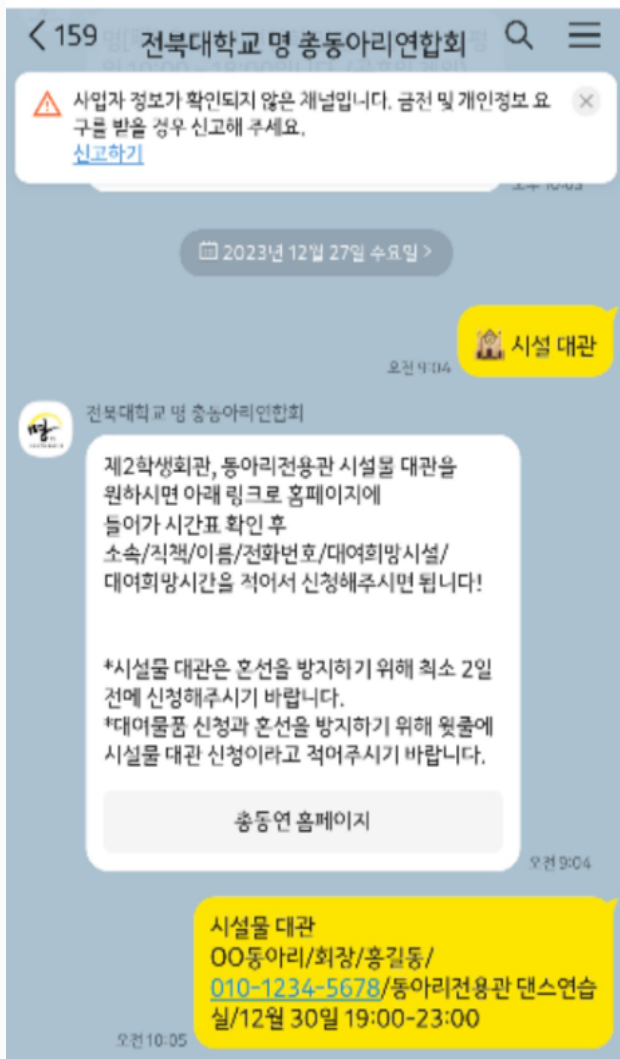 159
전북대학교 명 총동아리연합회
사업자 정보가 확인되지 않은 채널입니다. 금전 및 개인정보 요
구를 받을 경우 신고해 주세요.
신고하기
2023년 12월 27일 수요일 >
시설 대관
오전 9:04
전북대학교 명 총동아리연합회
제2학생회관, 동아리전용관 시설물 대관을
원하시면 아래 링크로 홈페이지에
들어가 시간표 확인 후
소속/직책/이름/전화번호/대여희망시설/
대여희망시간을 적어서 신청해주시면 됩니다!
*시설물 대관은 혼선을 방지하기 위해 최소 2일
전에 신청해주시기 바랍니다.
*대여물품 신청과 혼선을 방지하기 위해 윗줄에
시설물 대관 신청이라고 적어주시기 바랍니다.
총동연 홈페이지
오전 9:04
시설물 대관
OO동아리/회장/홍길동/
010-1234-5678/동아리전용관 댄스연습
실/12월 30일 19:00-23:00
오전 10:05